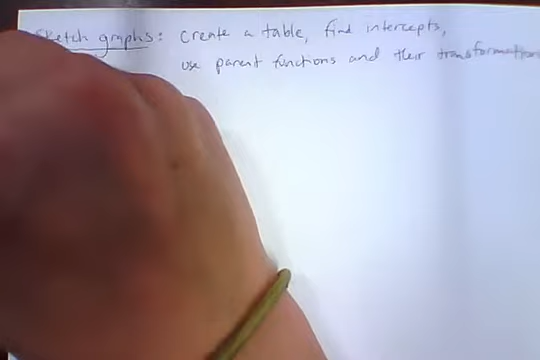 Sketch graphs: Create a table, find intercepts,
use parent functions and their transformations